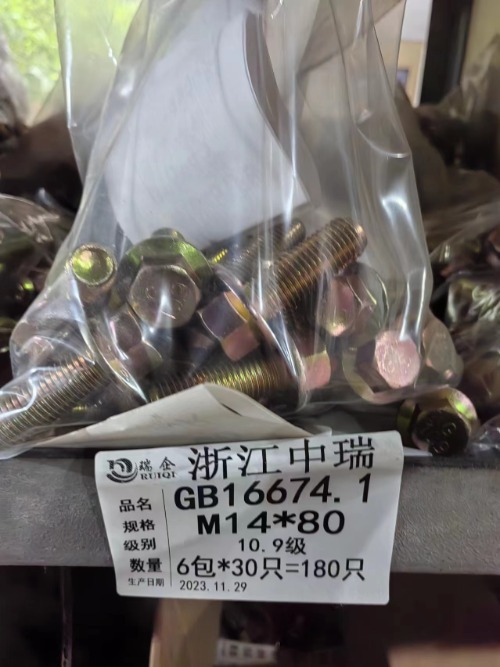 瑞企 浙江中瑞
RUIQI
品名 GB16674.1
规格 M14*80
级别 10.9级
数量 6包*30只=180只
生产日期 2023.11.29